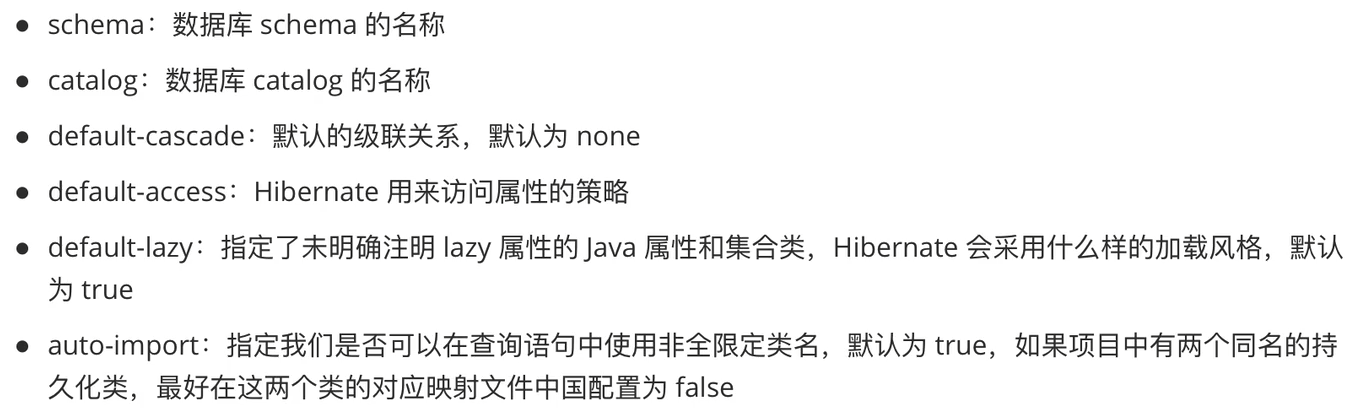 ● schema：数据库 schema 的名称
● catalog：数据库 catalog 的名称
● default-cascade：默认的级联关系，默认为 none
● default-access：Hibernate 用来访问属性的策略
● default-lazy：指定了未明确注明 lazy 属性的 Java 属性和集合类，Hibernate 会采用什么样的加载风格，默认
为 true
● auto-import：指定我们是否可以在查询语句中使用非全限定类名，默认为 true，如果项目中有两个同名的持
久化类，最好在这两个类的对应映射文件中国配置为 false